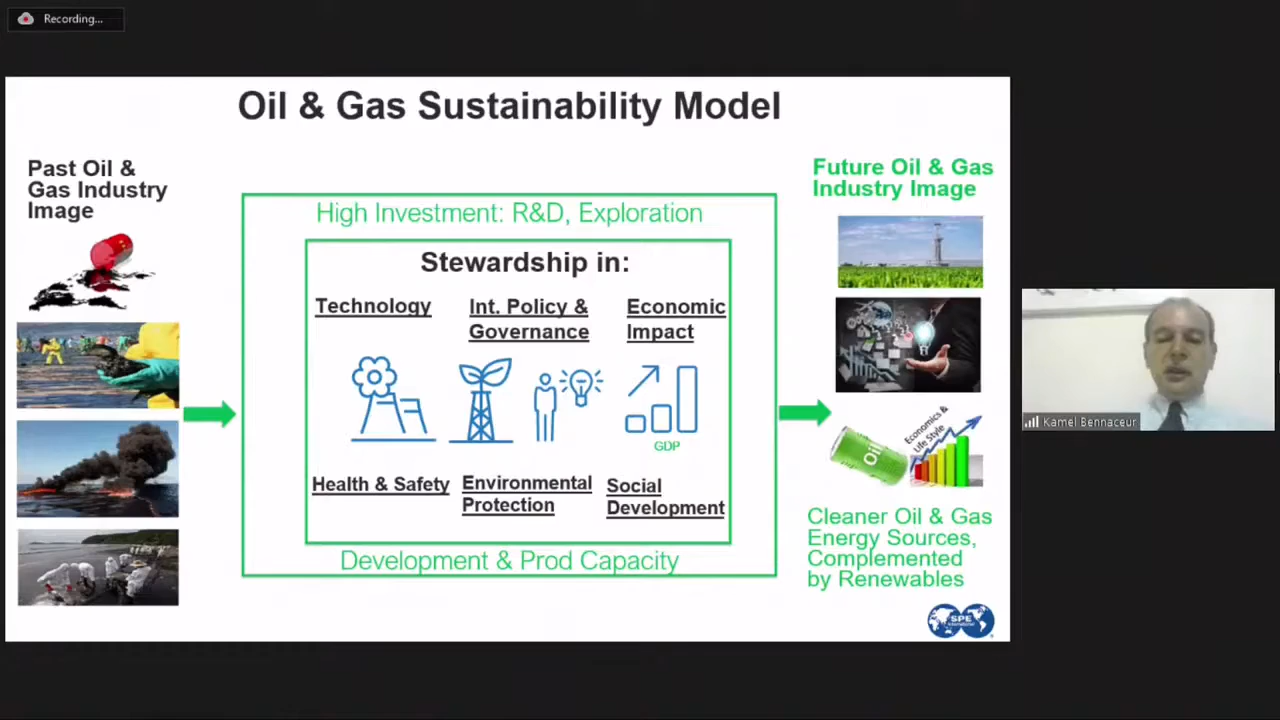 Recording...
Oil & Gas Sustainability Model
Past Oil &
Gas Industry
Image
High Investment: R&D, Exploration
Stewardship in:
Technology
Int. Policy &
Governance
Economic
Impact
GDP
Health & Safety
Environmental
Protection
Social
Development
Development & Prod Capacity
Future Oil & Gas
Industry Image
Oil
Economics &
Life Style
Cleaner Oil & Gas
Energy Sources,
Complemented
by Renewables
SPE
International
Kamel Bennaceur